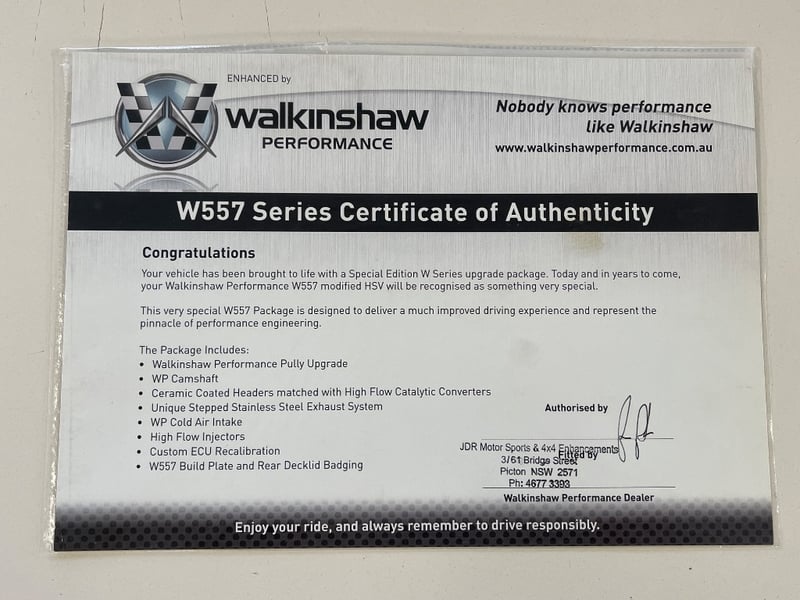 ENHANCED by
walkinshaw
PERFORMANCE
Nobody knows performance
like Walkinshaw
www.walkinshawperformance.com.au
W557 Series Certificate of Authenticity
Congratulations
Your vehicle has been brought to life with a Special Edition W Series upgrade package. Today and in years to come,
your Walkinshaw Performance W557 modified HSV will be recognised as something very special.
This very special W557 Package is designed to deliver a much improved driving experience and represent the
pinnacle of performance engineering.
The Package Includes:
• Walkinshaw Performance Pully Upgrade
• WP Camshaft
• Ceramic Coated Headers matched with High Flow Catalytic Converters
• Unique Stepped Stainless Steel Exhaust System
• WP Cold Air Intake
• High Flow Injectors
• Custom ECU Recalibration
• W557 Build Plate and Rear Decklid Badging
Authorised by
JDR Motor Sports & 4x4 Enhancements
Fitted by
3/61 Bridge Street
Picton NSW 2571
Ph: 4677 3393
Walkinshaw Performance Dealer
Enjoy your ride, and always remember to drive responsibly.